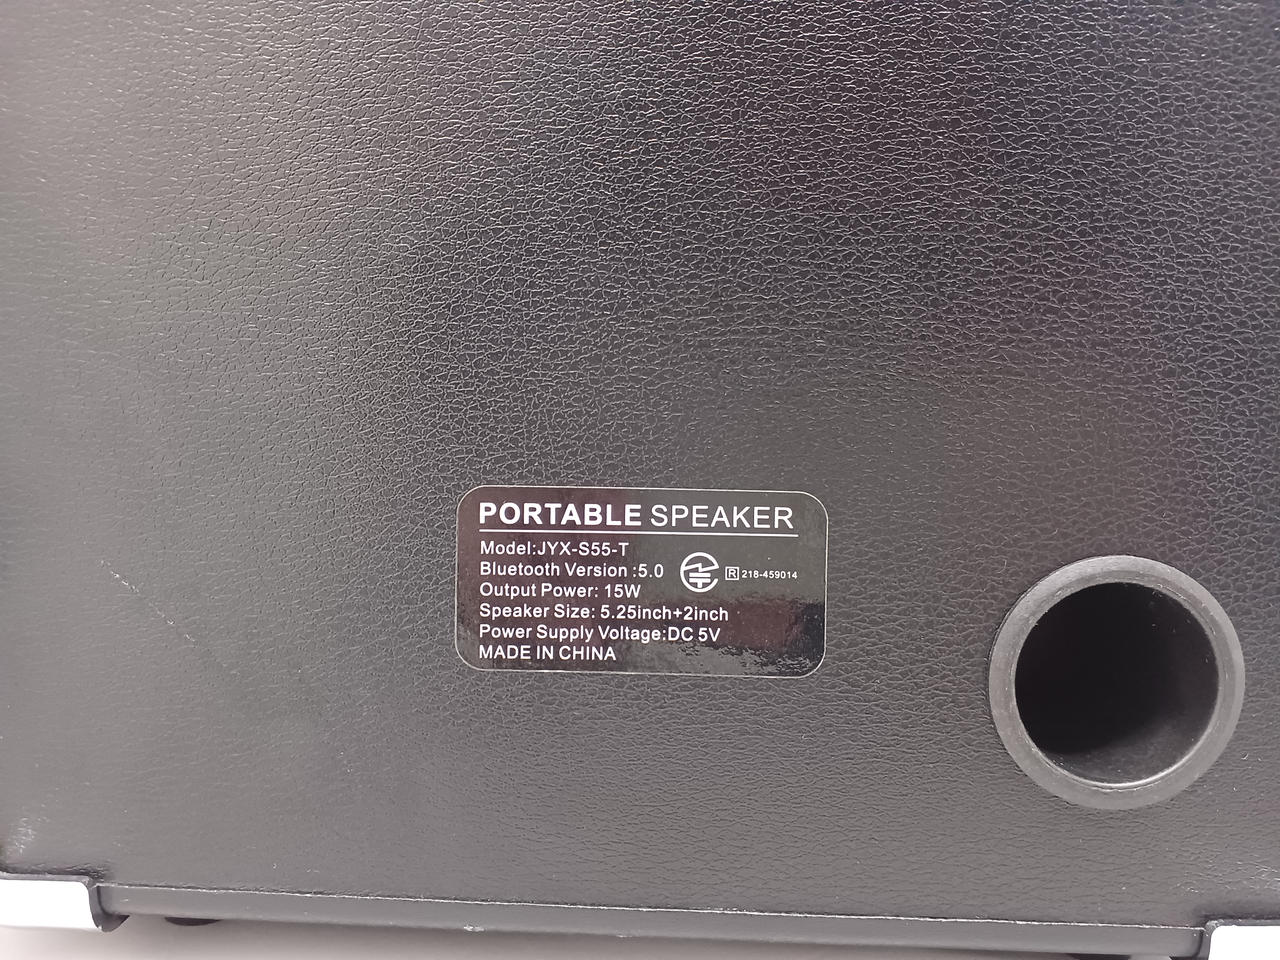 PORTABLE SPEAKER
Model:JYX-S55-T
Bluetooth Version :5.0
R 218-459014
Output Power: 15W
Speaker Size: 5.25inch+2inch
Power Supply Voltage:DC 5V
MADE IN CHINA